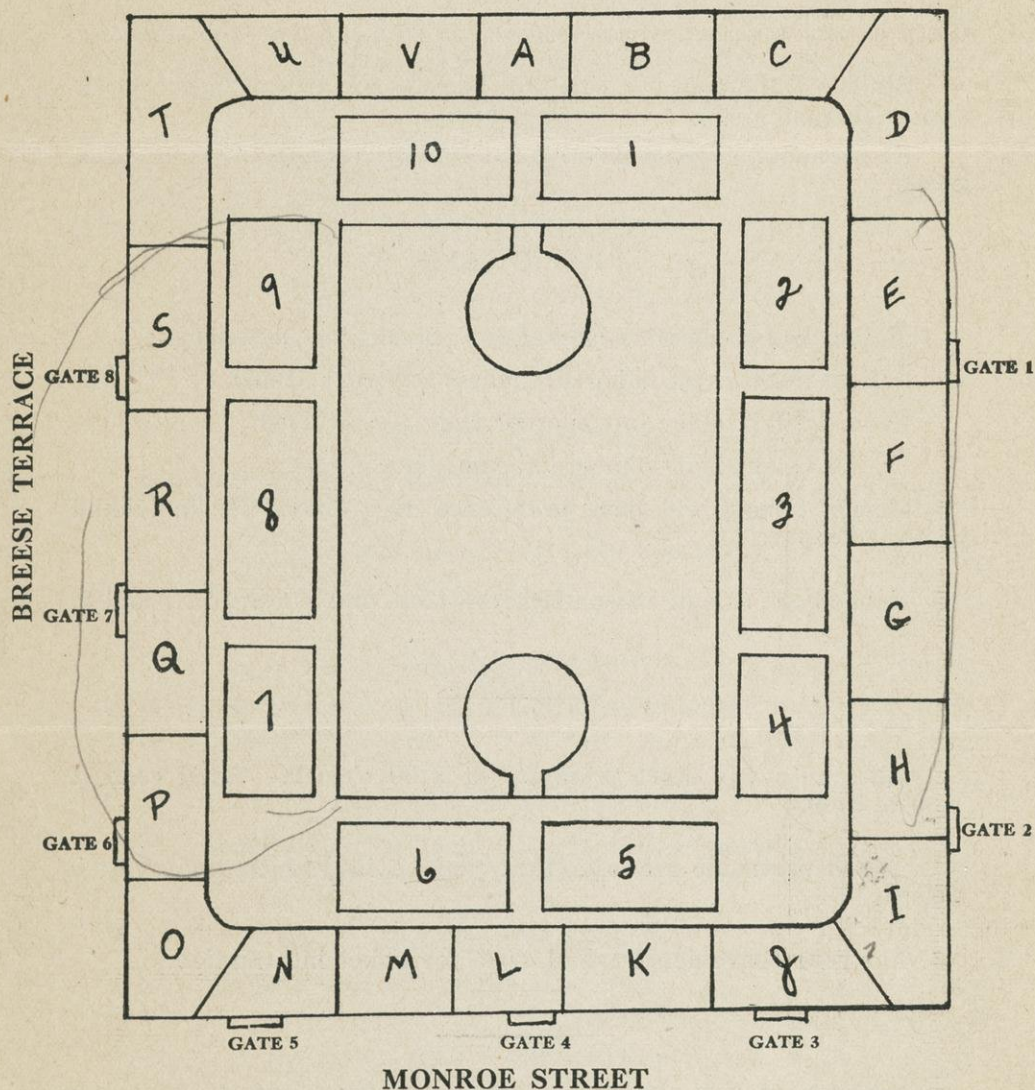 U V A B C
T
D
10 1
9 2
E
S
GATE 8
GATE 1
BREESE TERRACE
F
R 8 3
GATE 7
G
Q
7 4
H
P
GATE 6
GATE 2
6 5
I
O
N M L K J
GATE 5 GATE 4 GATE 3
MONROE STREET